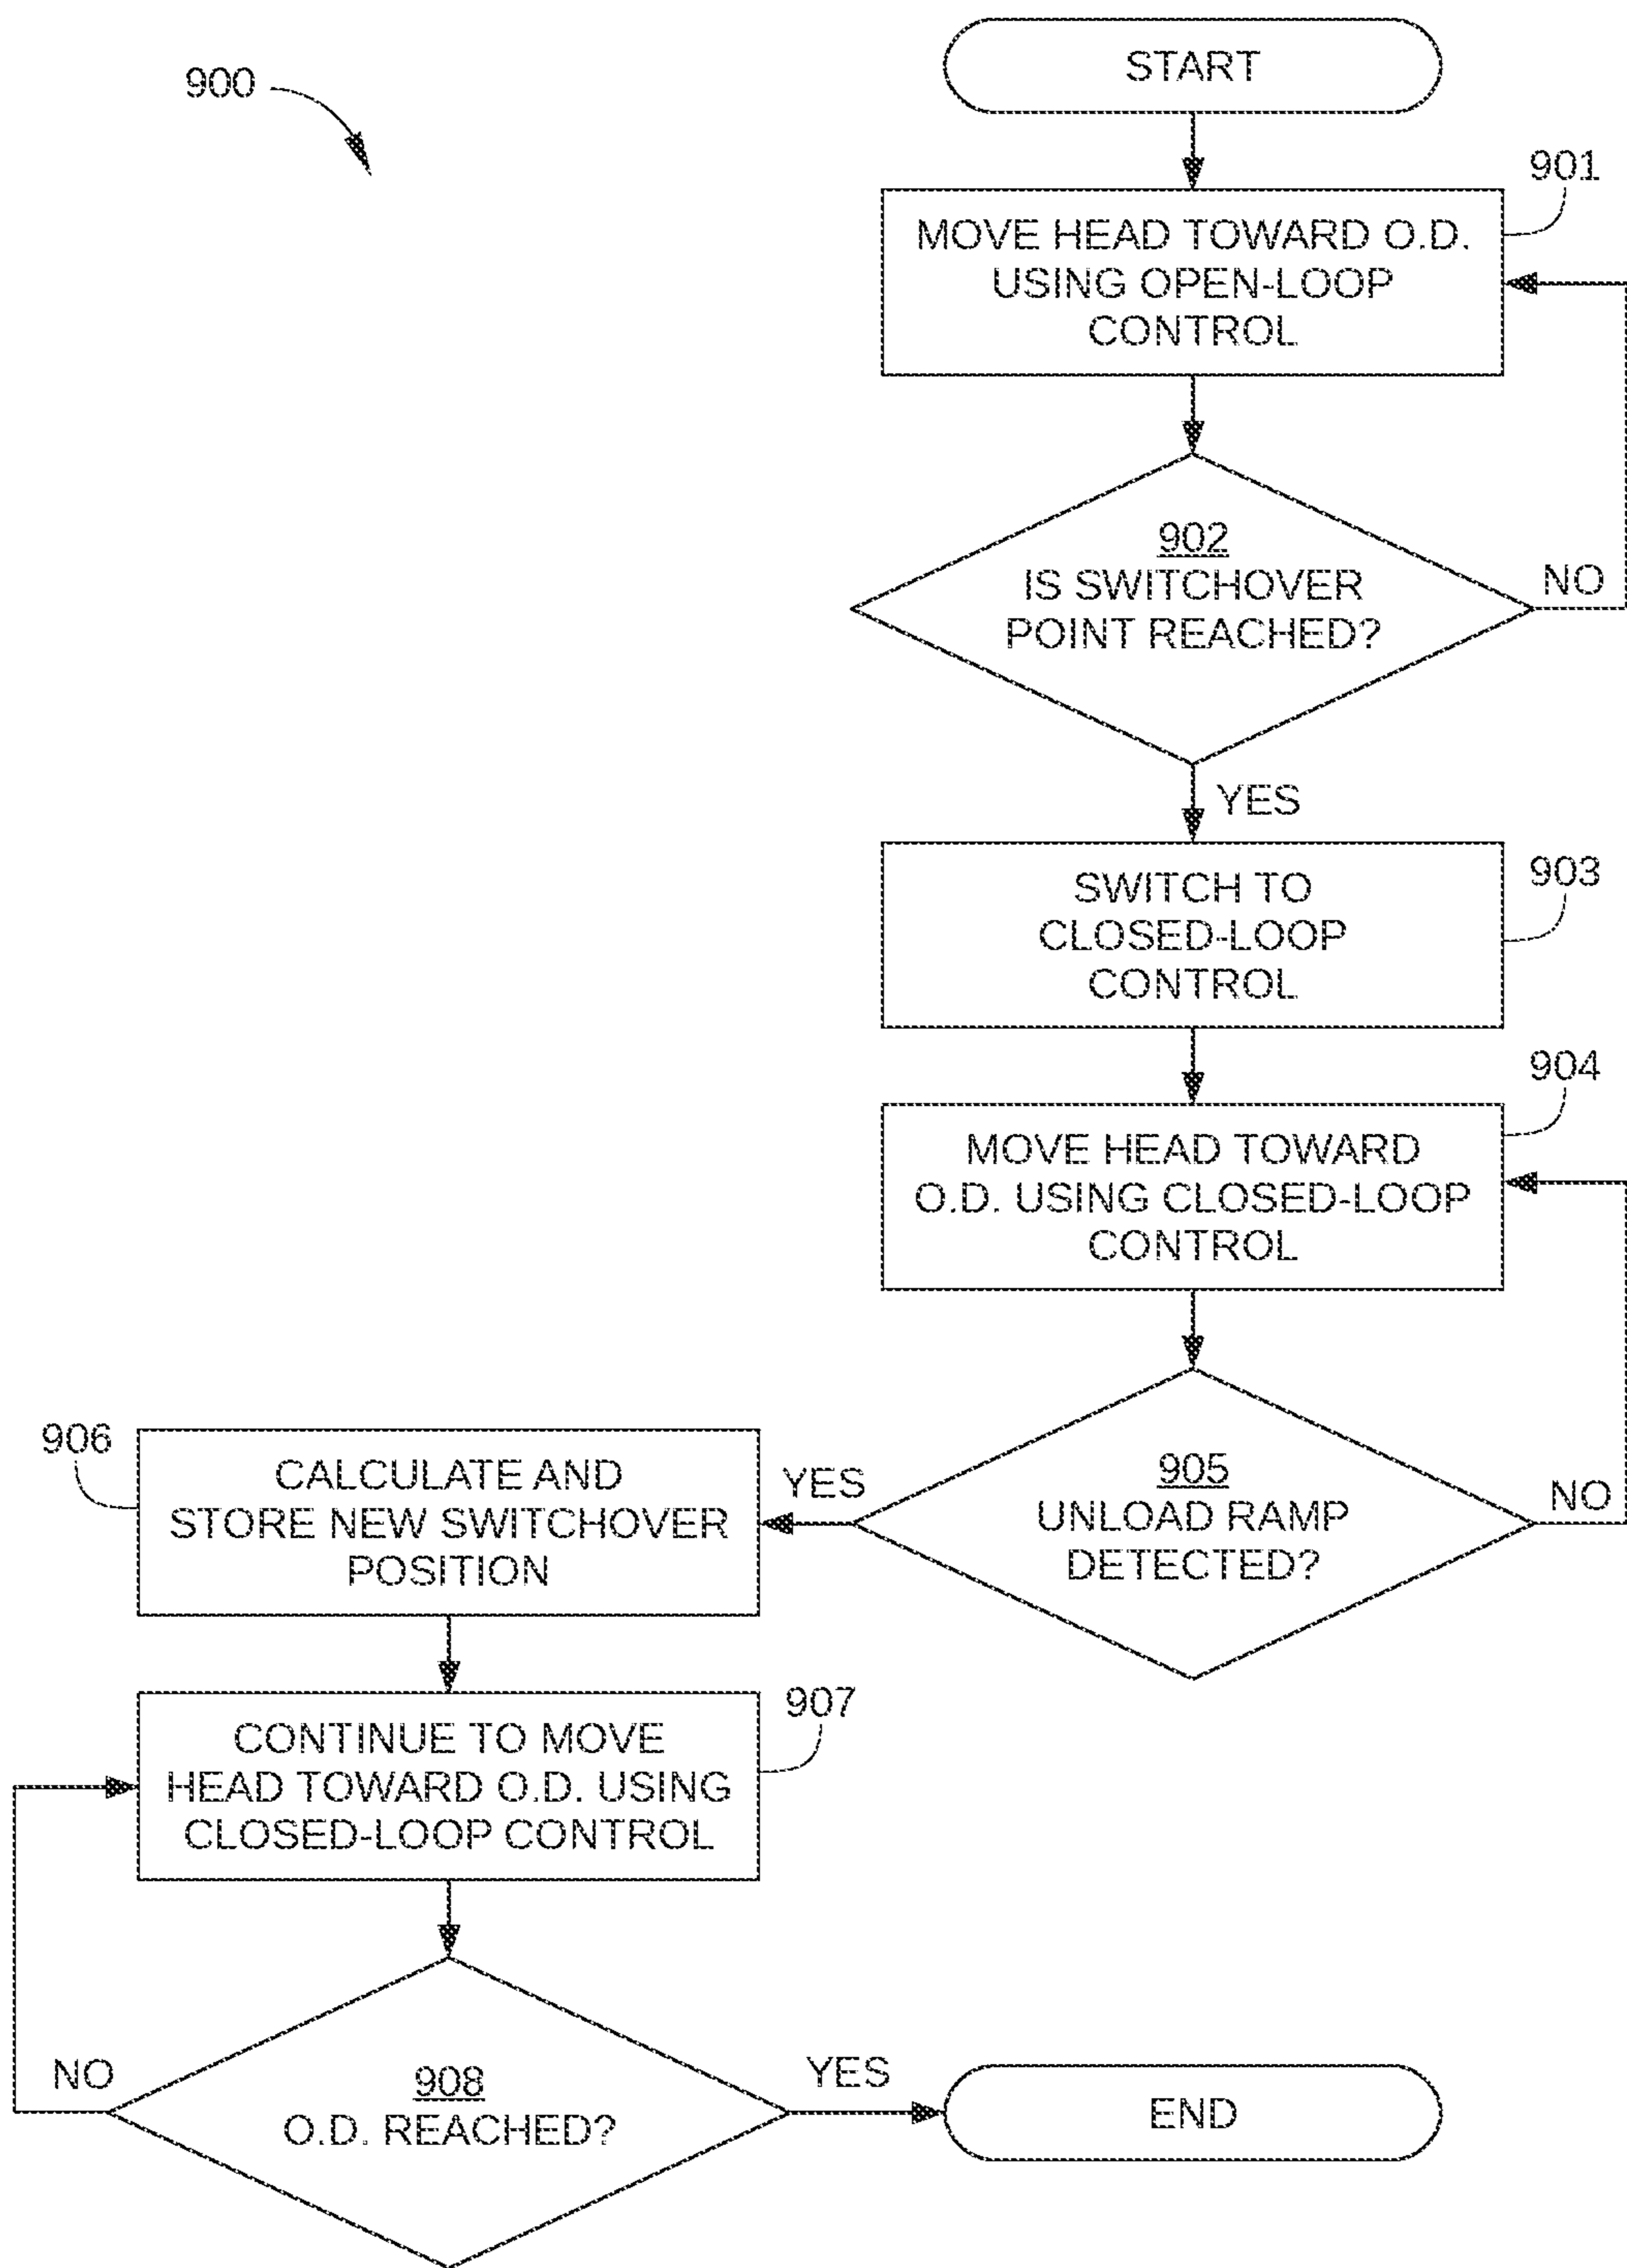 900
START
901
MOVE HEAD TOWARD O.D.
USING OPEN-LOOP
CONTROL
902
IS SWITCHOVER
POINT REACHED?
NO
YES
903
SWITCH TO
CLOSED-LOOP
CONTROL
904
MOVE HEAD TOWARD
O.D. USING CLOSED-LOOP
CONTROL
905
UNLOAD RAMP
DETECTED?
NO
YES
906
CALCULATE AND
STORE NEW SWITCHOVER
POSITION
907
CONTINUE TO MOVE
HEAD TOWARD O.D. USING
CLOSED-LOOP CONTROL
908
O.D. REACHED?
NO
YES
END